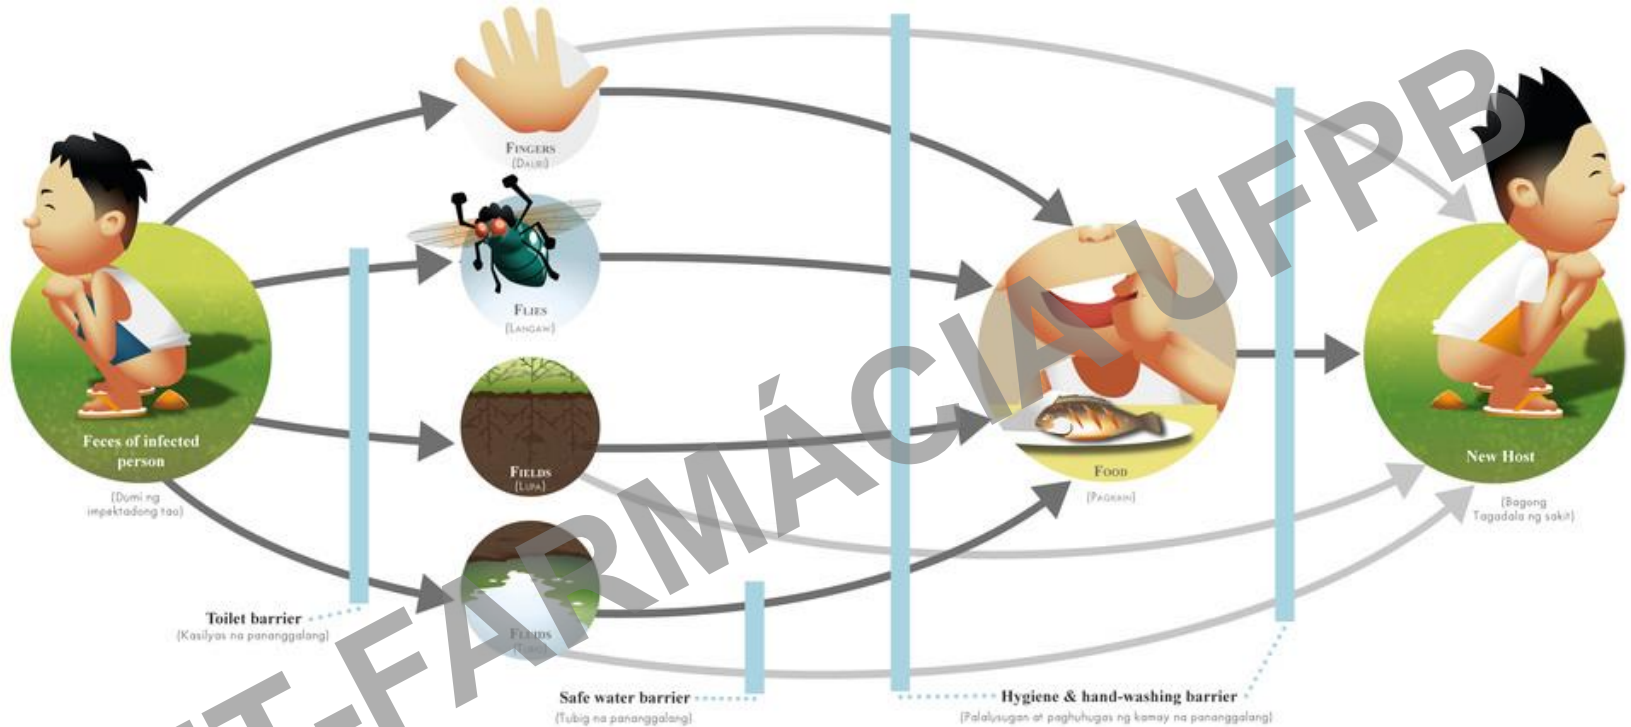 FINGERS
(DALIRI)
FLIES
(LANGAW)
Feces of infected
person
(Dumi ng
impektadong tao)
FIELDS
(LUPA)
FOOD
(PAGKAIN)
New Host
(Bagong
Tagadala ng sakit)
FLUIDS
(TUBIG)
Toilet barrier
(Kasilyas na pananggalang)
Safe water barrier
(Tubig na pananggalang)
Hygiene & hand-washing barrier
(Palalusugan at paghuhugas ng kamay na pananggalang)
T-FARMÁCIA UFPB